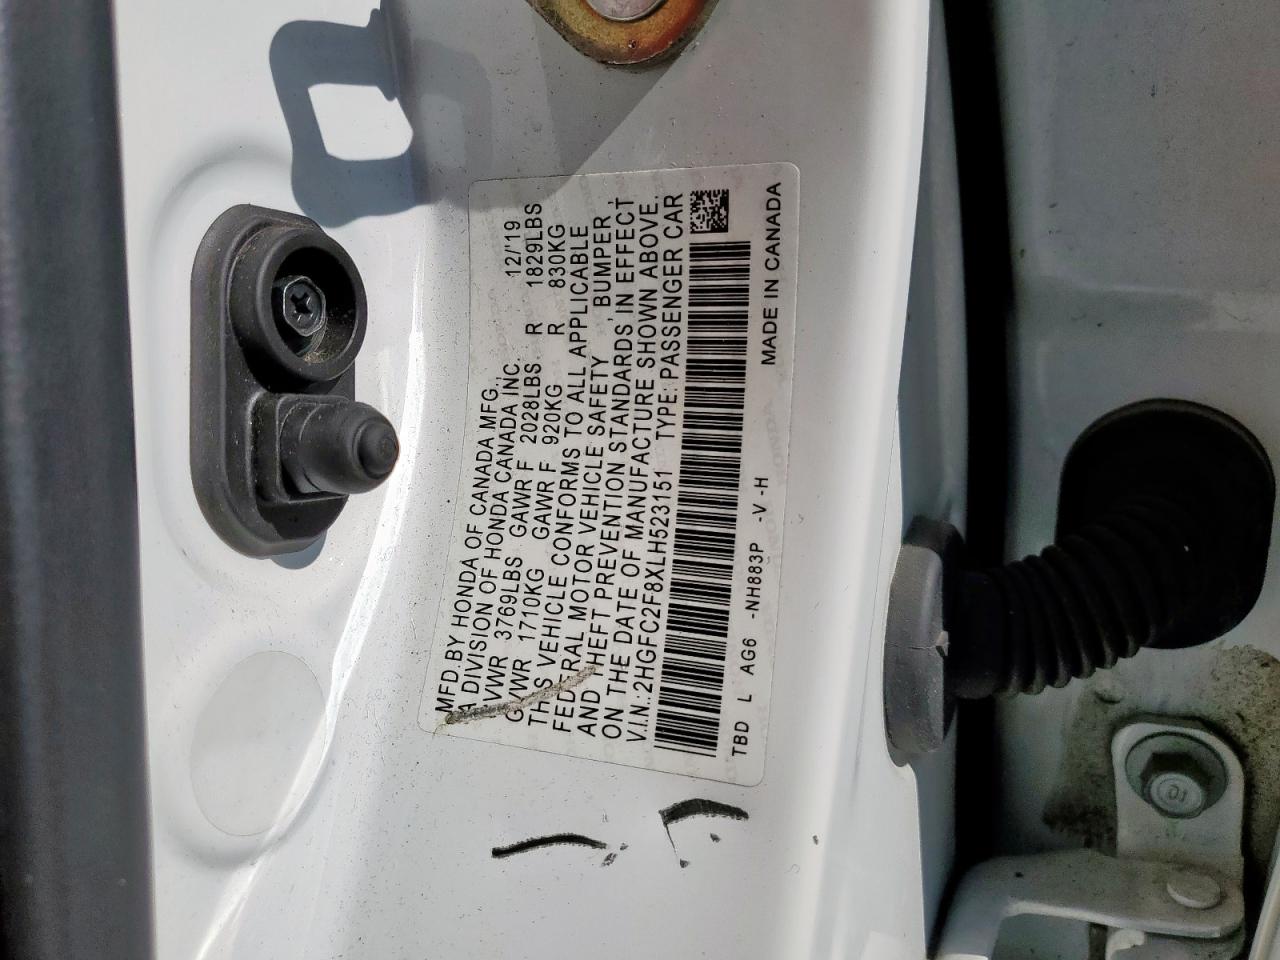 MFD.BY HONDA OF CANADA MFG.,
A DIVISION OF HONDA CANADA INC. 12/'19
GVWR 3769LBS GAWR F 2028LBS R 1829LBS
GVWR 1710KG GAWR F 920KG R 830KG
THIS VEHICLE CONFORMS TO ALL APPLICABLE
FEDERAL MOTOR VEHICLE SAFETY , BUMPER ,
AND THEFT PREVENTION STANDARDS IN EFFECT
ON THE DATE OF MANUFACTURE SHOWN ABOVE.
V.I.N.:2HGFC2F8XLH523151 TYPE: PASSENGER CAR
TBD L AG6 -NH883P -V -H MADE IN CANADA